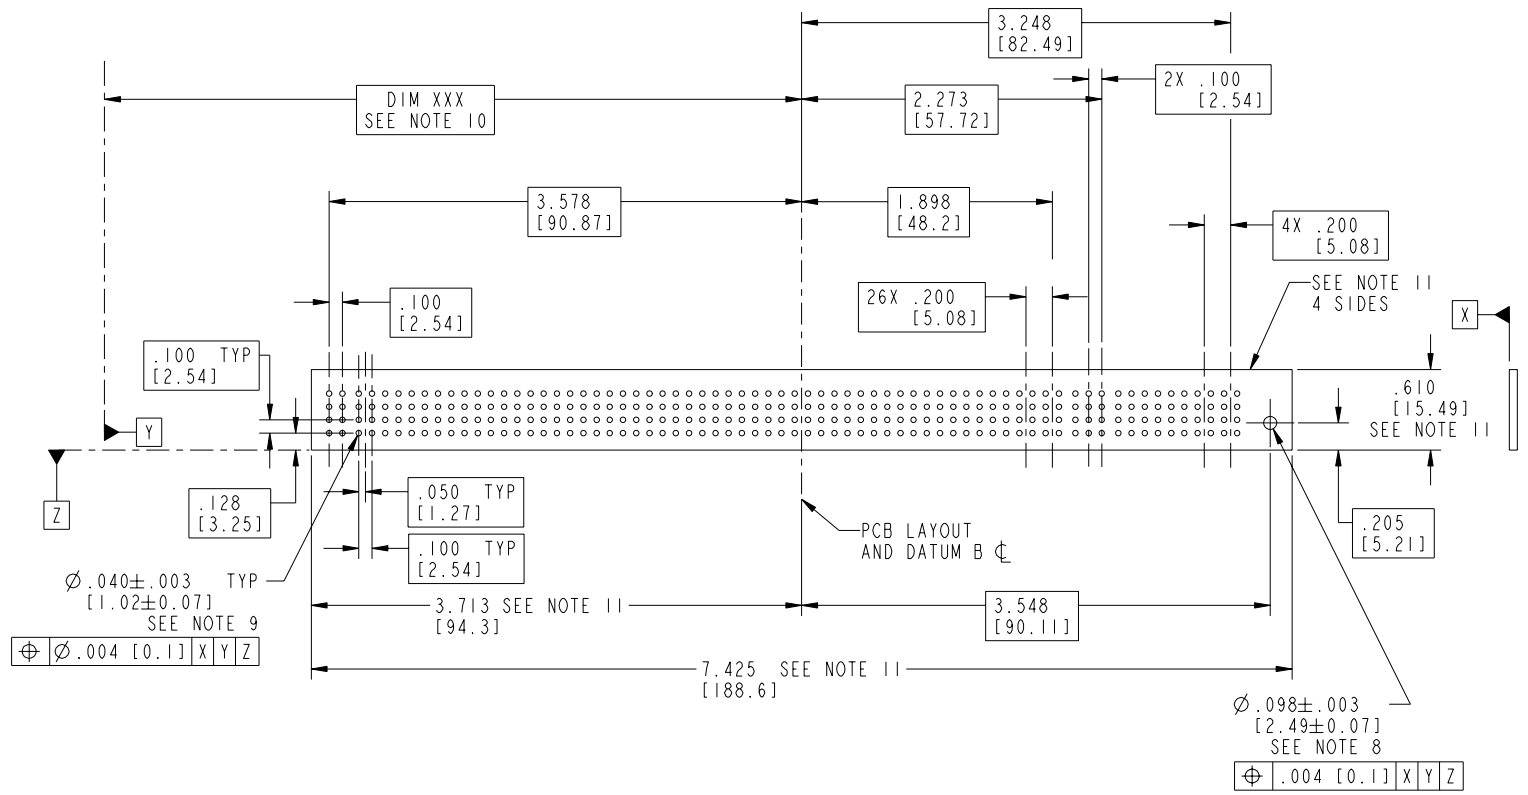 3.248
[82.49]
2X .100
[2.54]
DIM XXX
SEE NOTE 10
2.273
[57.72]
3.578
[90.87]
1.898
[48.2]
4X .200
[5.08]
.100
[2.54]
26X .200
[5.08]
SEE NOTE 11
4 SIDES
X
.100 TYP
[2.54]
.610
[15.49]
SEE NOTE 11
Y
Z
.128
[3.25]
.050 TYP
[1.27]
.100 TYP
[2.54]
PCB LAYOUT
AND DATUM B ℄
.205
[5.21]
Ø.040±.003 TYP
[1.02±0.07]
SEE NOTE 9
⌖ Ø.004 [0.1] X Y Z
3.713 SEE NOTE 11
[94.3]
3.548
[90.11]
7.425 SEE NOTE 11
[188.6]
Ø.098±.003
[2.49±0.07]
SEE NOTE 8
⌖ .004 [0.1] X Y Z